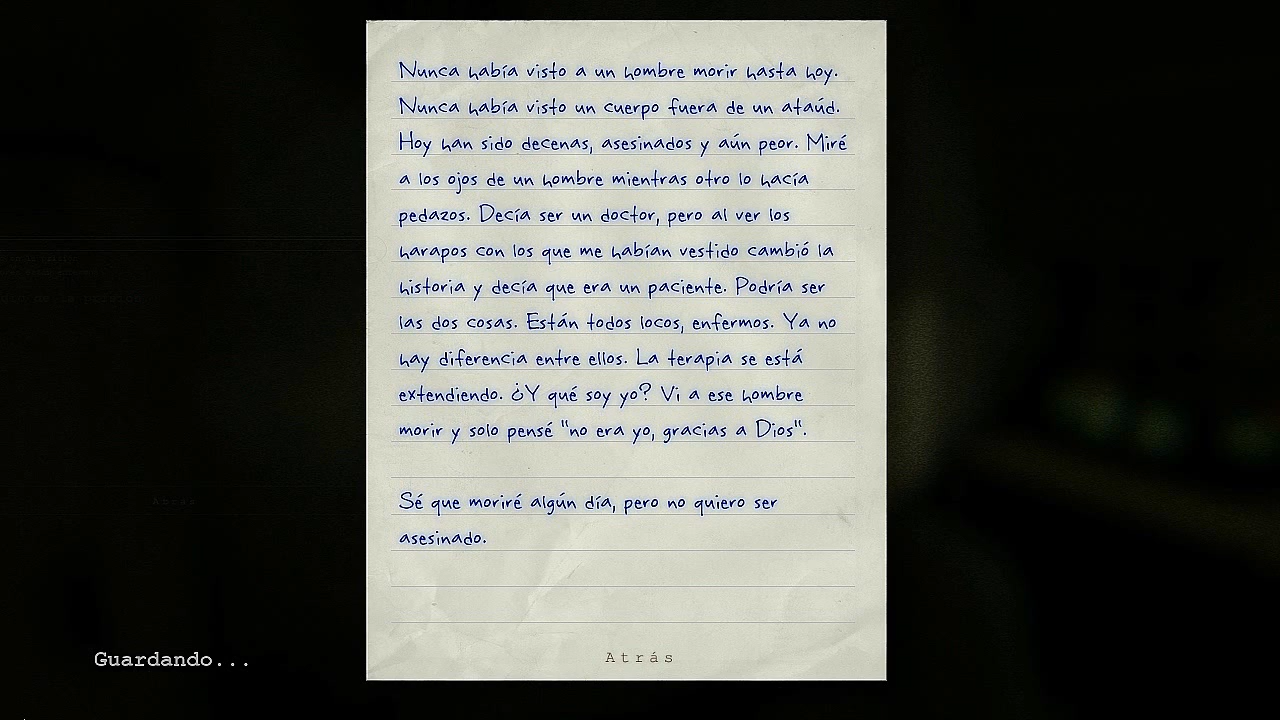 Nunca había visto a un hombre morir hasta hoy.
Nunca había visto un cuerpo fuera de un ataúd.
Hoy han sido decenas, asesinados y aún peor. Miré
a los ojos de un hombre mientras otro lo hacía
pedazos. Decía ser un doctor, pero al ver los
harapos con los que me habían vestido cambió la
historia y decía que era un paciente. Podría ser
las dos cosas. Están todos locos, enfermos. Ya no
hay diferencia entre ellos. La terapia se está
extendiendo. ¿Y qué soy yo? Vi a ese hombre
morir y solo pensé "no era yo, gracias a Dios".
Sé que moriré algún día, pero no quiero ser
asesinado.
Atrás
Guardando...